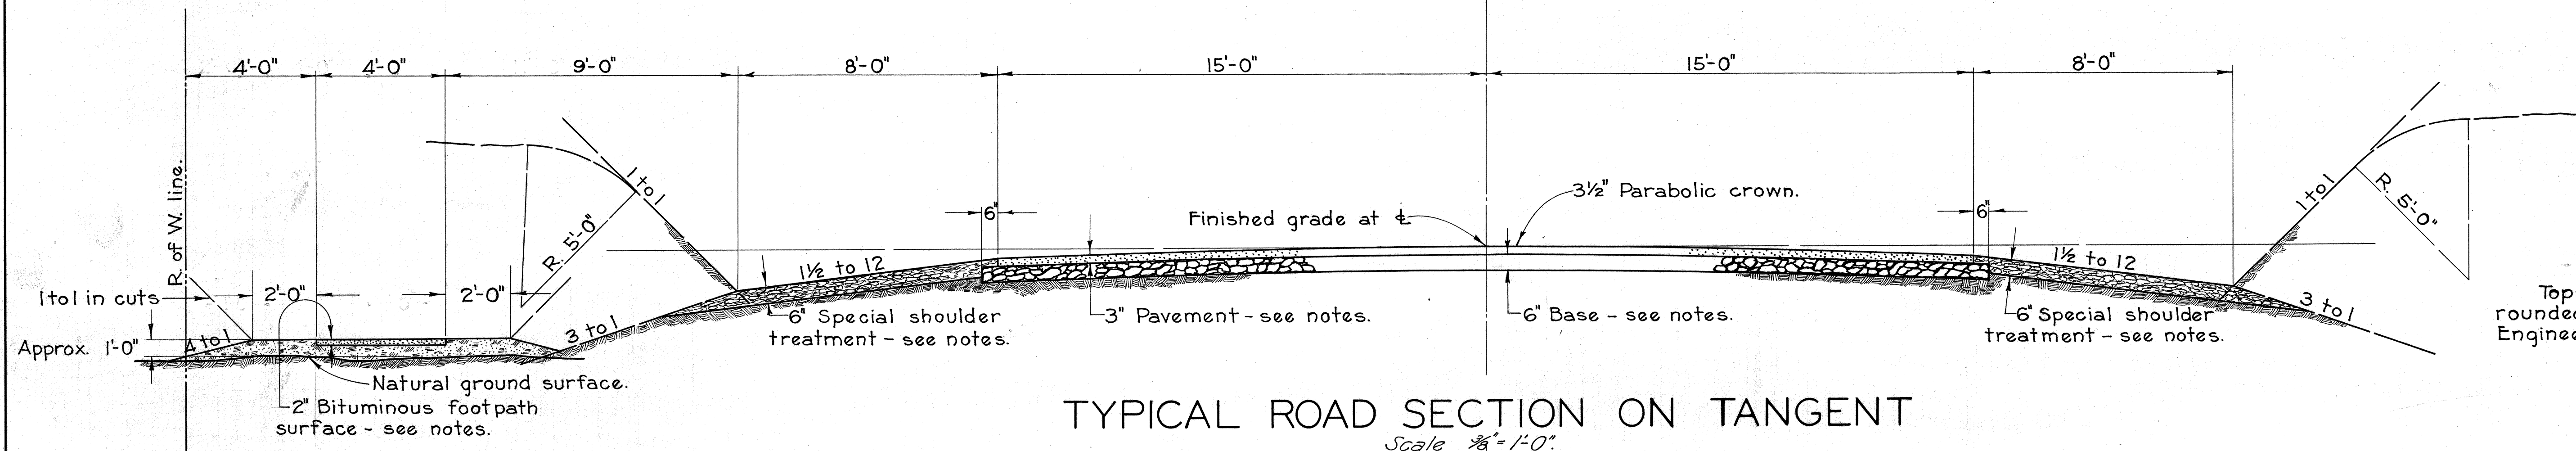 4'-0" 4'-0" 9'-0" 8'-0" 15'-0" 15'-0" 8'-0"
R. of W. line.
1 to 1
R. 5'-0"
6"
Finished grade at ℄
3½" Parabolic crown.
6"
1 to 1
R. 5'-0"
1½ to 12
1½ to 12
1 to 1 in cuts
2'-0"
2'-0"
4 to 1
3 to 1
3 to 1
Approx. 1'-0"
6" Special shoulder
treatment - see notes.
3" Pavement - see notes.
6" Base - see notes.
6" Special shoulder
treatment - see notes.
Top
rounded
Enginee
Natural ground surface.
2" Bituminous footpath
surface - see notes.
TYPICAL ROAD SECTION ON TANGENT
Scale ⅜" = 1'-0".